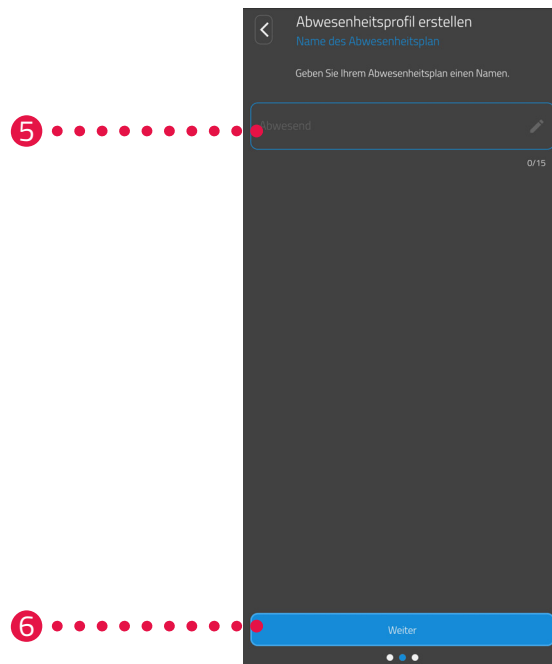 Abwesenheitsprofil erstellen
Name des Abwesenheitsplan
Geben Sie Ihrem Abwesenheitsplan einen Namen.
5
Abwesend
0/15
6
Weiter